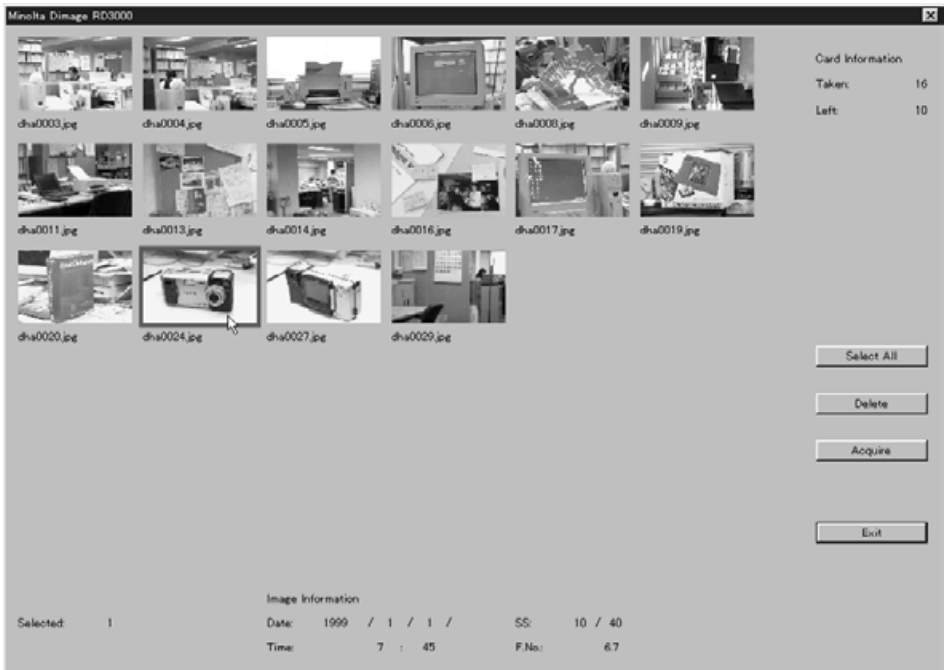 Minolta Dimage RD3000
dha0003.jpg dha0004.jpg dha0005.jpg dha0006.jpg dha0008.jpg dha0009.jpg
Card Information
Taken: 16
Left: 10
dha0011.jpg dha0013.jpg dha0014.jpg dha0016.jpg dha0017.jpg dha0019.jpg
dha0020.jpg dha0024.jpg dha0027.jpg dha0029.jpg
Select All
Delete
Acquire
Exit
Image Information
Selected: 1 Date: 1999 / 1 / 1 / SS: 10 / 40
Time: 7 : 45 F.No.: 6.7